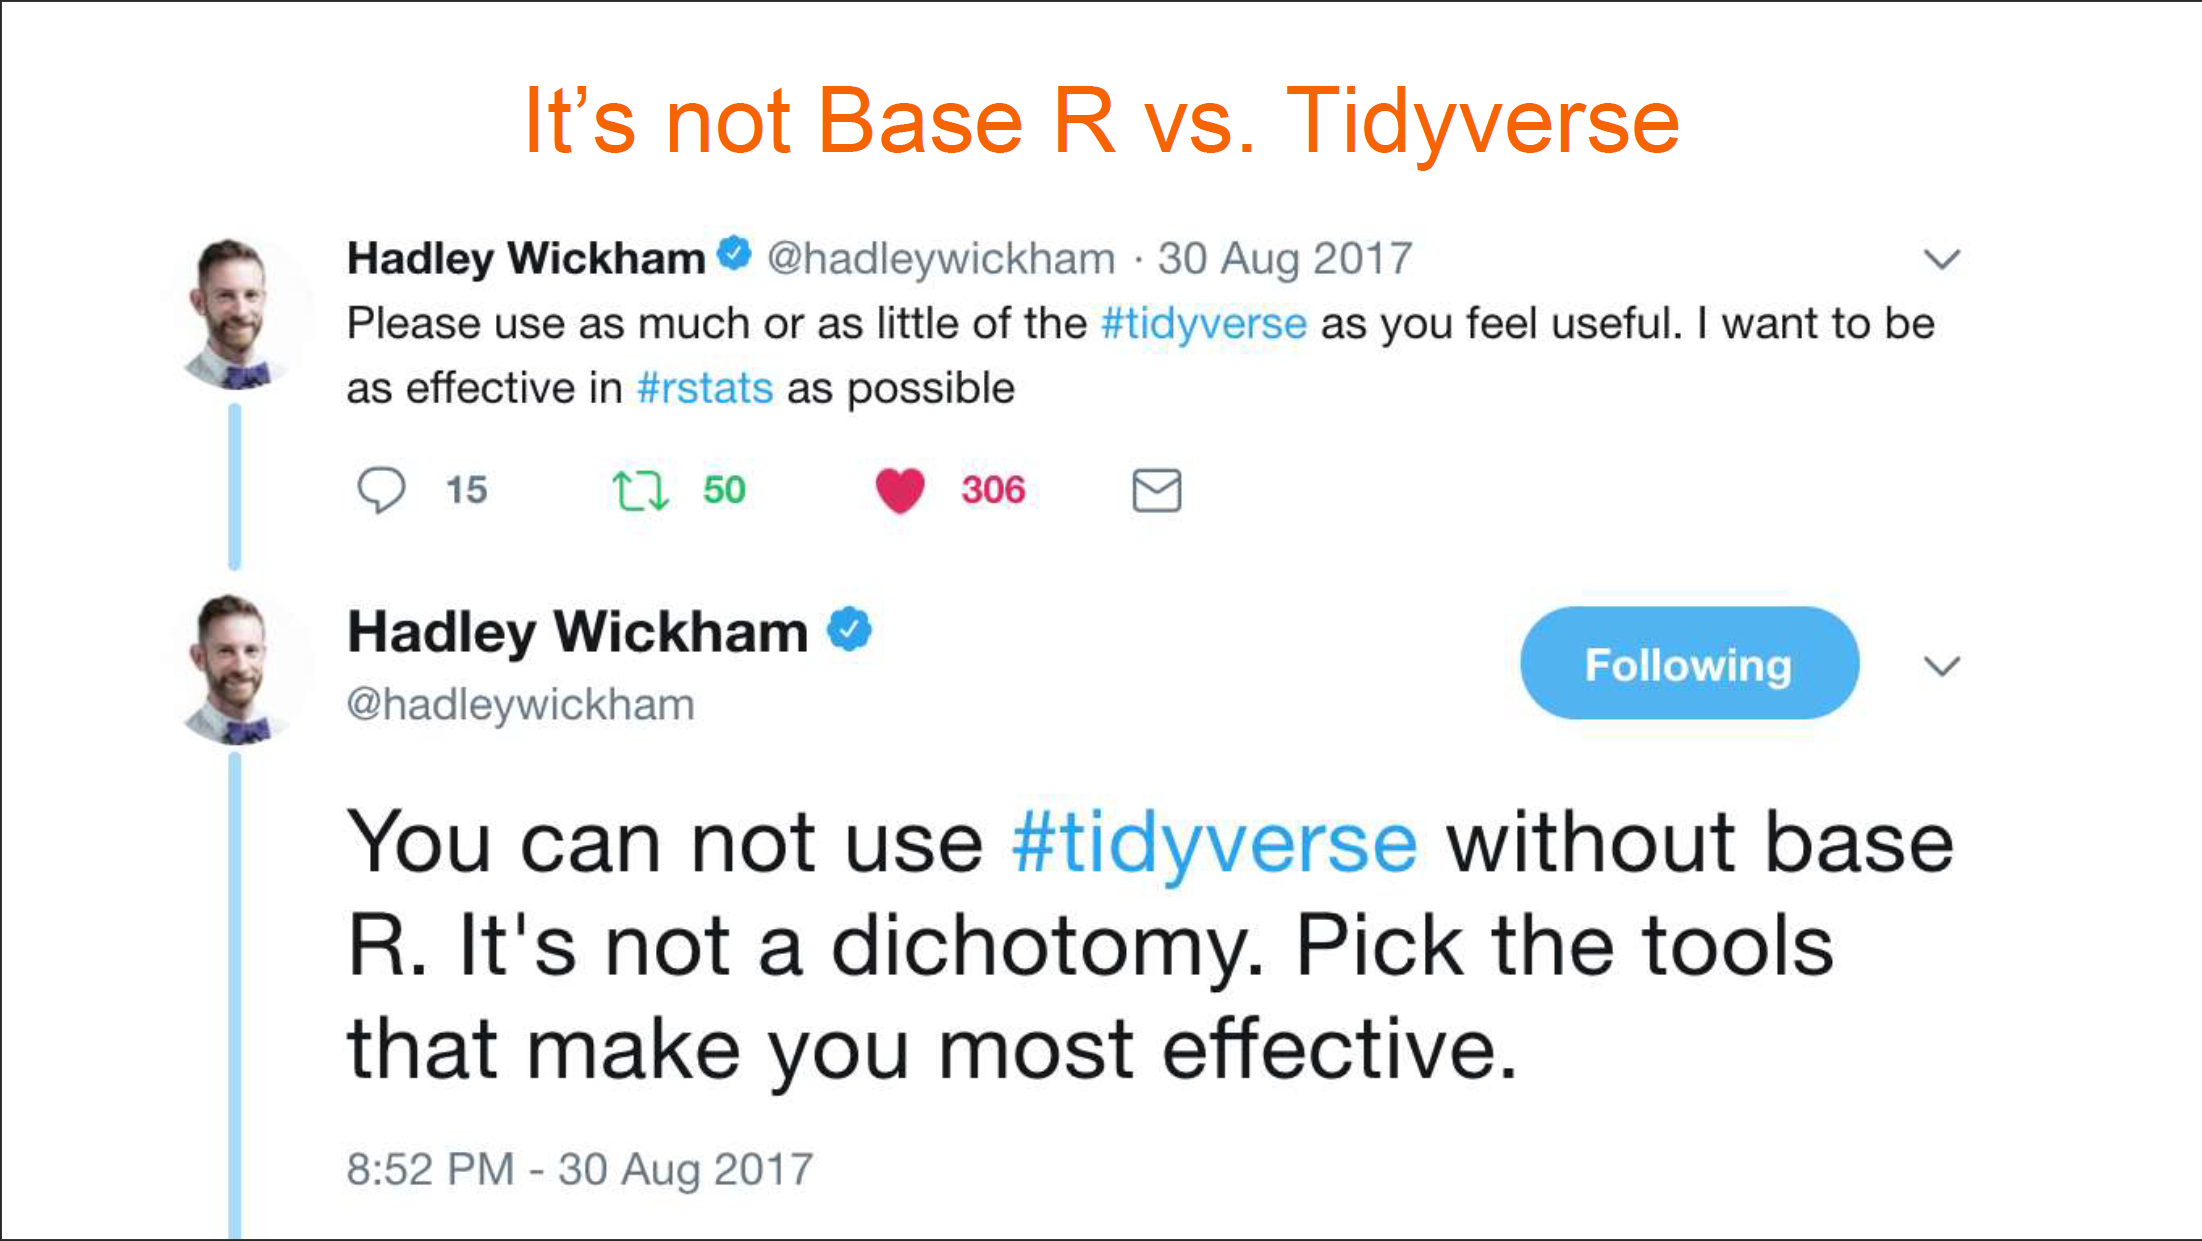 It’s not Base R vs. Tidyverse
Hadley Wickham @hadleywickham · 30 Aug 2017
Please use as much or as little of the #tidyverse as you feel useful. I want to be
as effective in #rstats as possible
15 50 306
Hadley Wickham
@hadleywickham
Following
You can not use #tidyverse without base
R. It's not a dichotomy. Pick the tools
that make you most effective.
8:52 PM - 30 Aug 2017